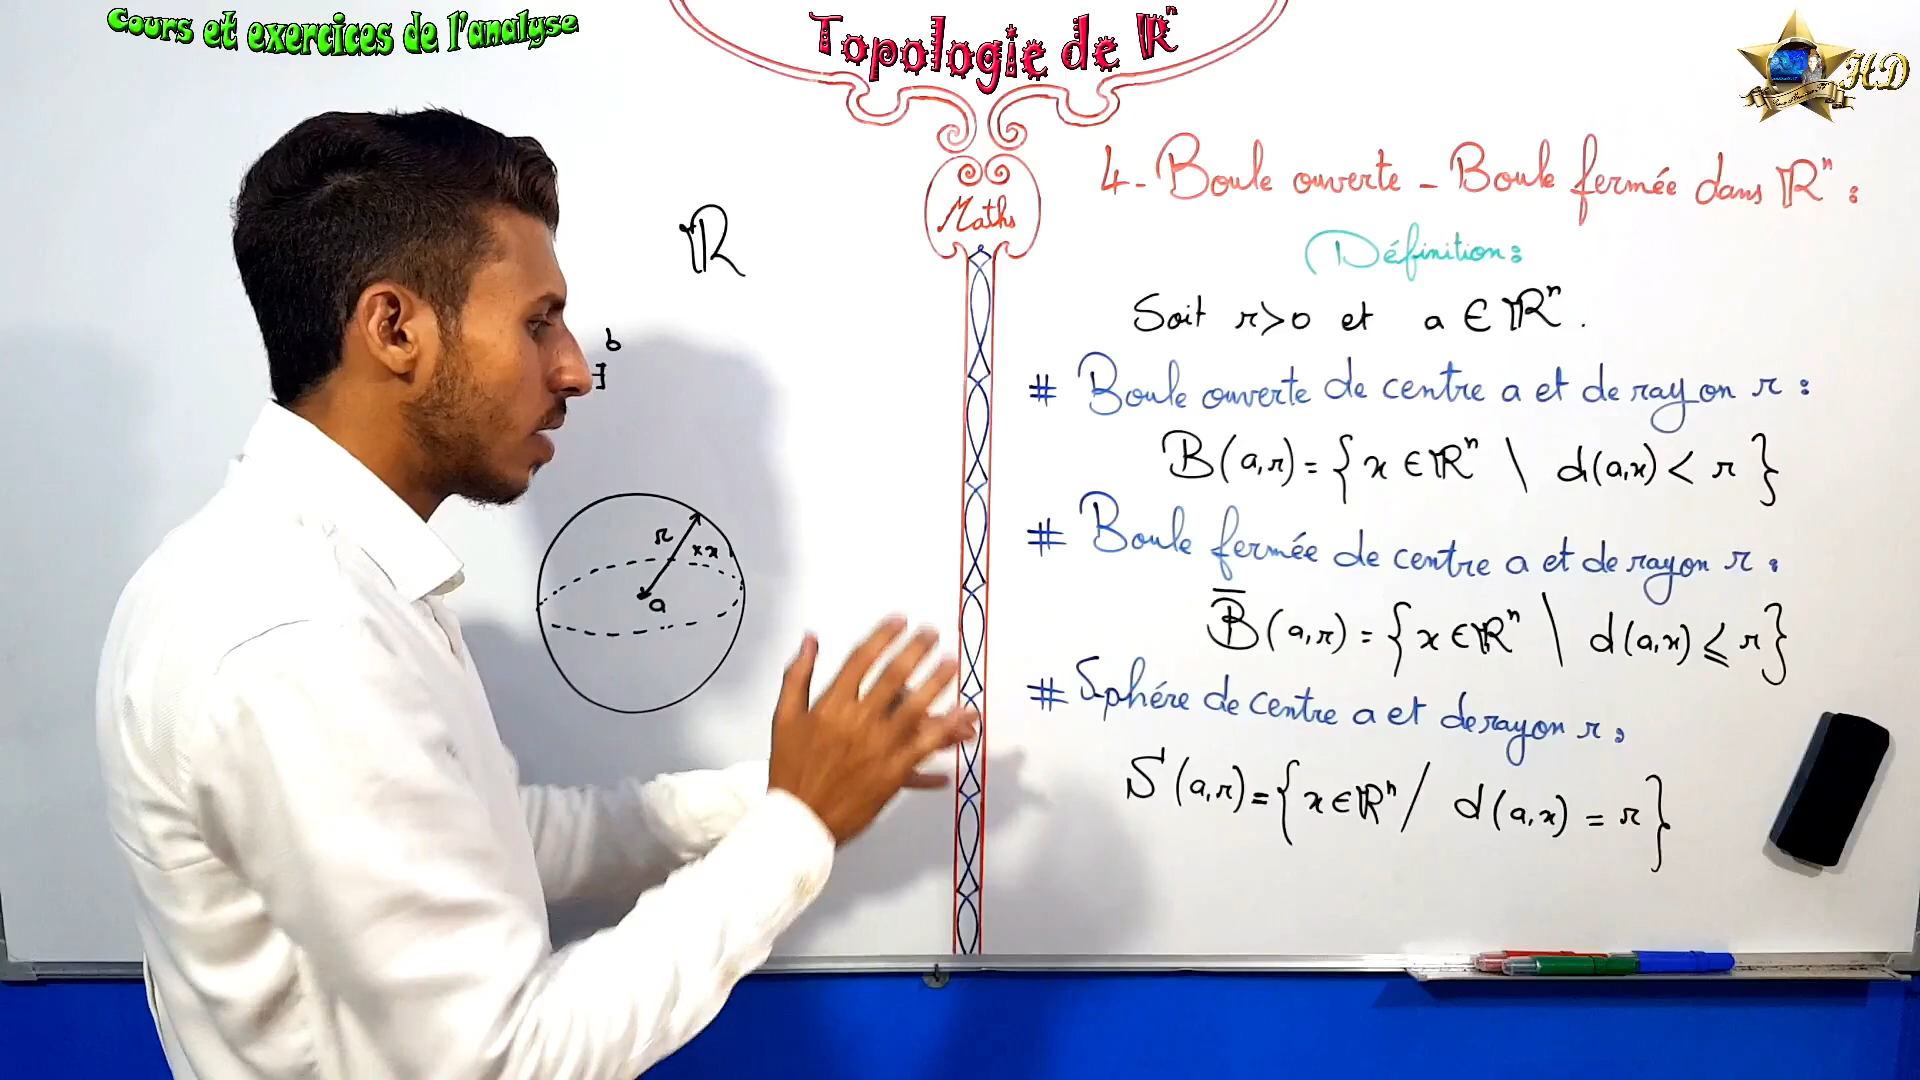 Cours et exercices de l'analyse
Topologie de ℝⁿ
HD
Maths
ℝ
b
]
r
x x
a
4- Boule ouverte - Boule fermée dans ℝⁿ :
Définition :
Soit r > 0 et a ∈ ℝⁿ .
# Boule ouverte de centre a et de rayon r :
B(a,r) = { x ∈ ℝⁿ \ d(a,x) < r }
# Boule fermée de centre a et de rayon r :
B̅(a,r) = { x ∈ ℝⁿ \ d(a,x) ⩽ r }
# Sphére de centre a et de rayon r :
S(a,r) = { x ∈ ℝⁿ / d(a,x) = r }